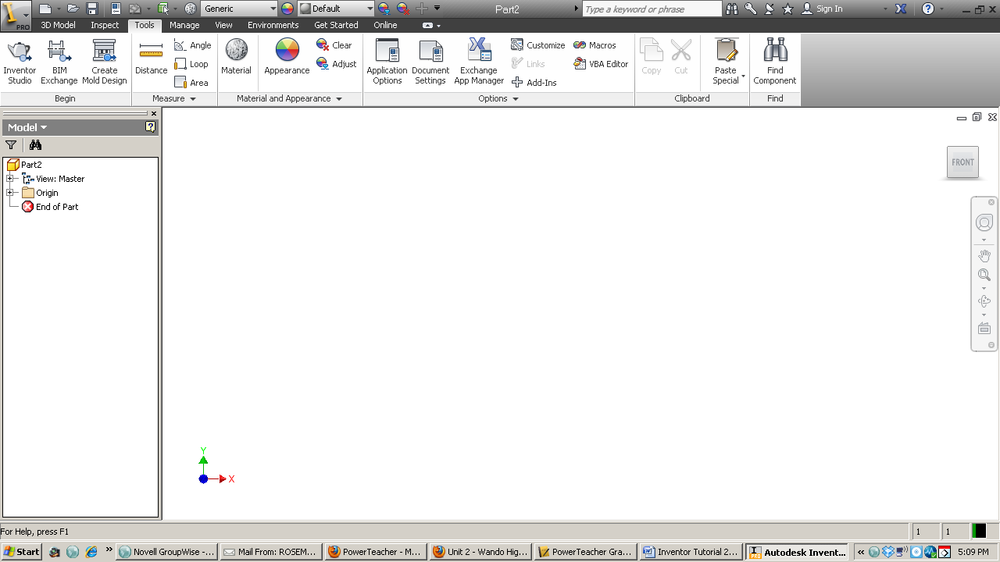 PRO
Generic
Default
Part2
Type a keyword or phrase
Sign In
3D Model
Inspect
Tools
Manage
View
Environments
Get Started
Online
Inventor Studio
BIM Exchange
Create Mold Design
Begin
Distance
Angle
Loop
Area
Measure
Material
Appearance
Clear
Adjust
Material and Appearance
Application Options
Document Settings
Exchange App Manager
Customize
Links
Add-Ins
Macros
VBA Editor
Options
Copy
Cut
Paste Special
Clipboard
Find Component
Find
Model
Part2
View: Master
Origin
End of Part
FRONT
Y
X
For Help, press F1
1
1
Start
Novell GroupWise -...
Mail From: ROSEM...
PowerTeacher - M...
Unit 2 - Wando Hig...
PowerTeacher Gra...
Inventor Tutorial 2...
Autodesk Invent...
5:09 PM